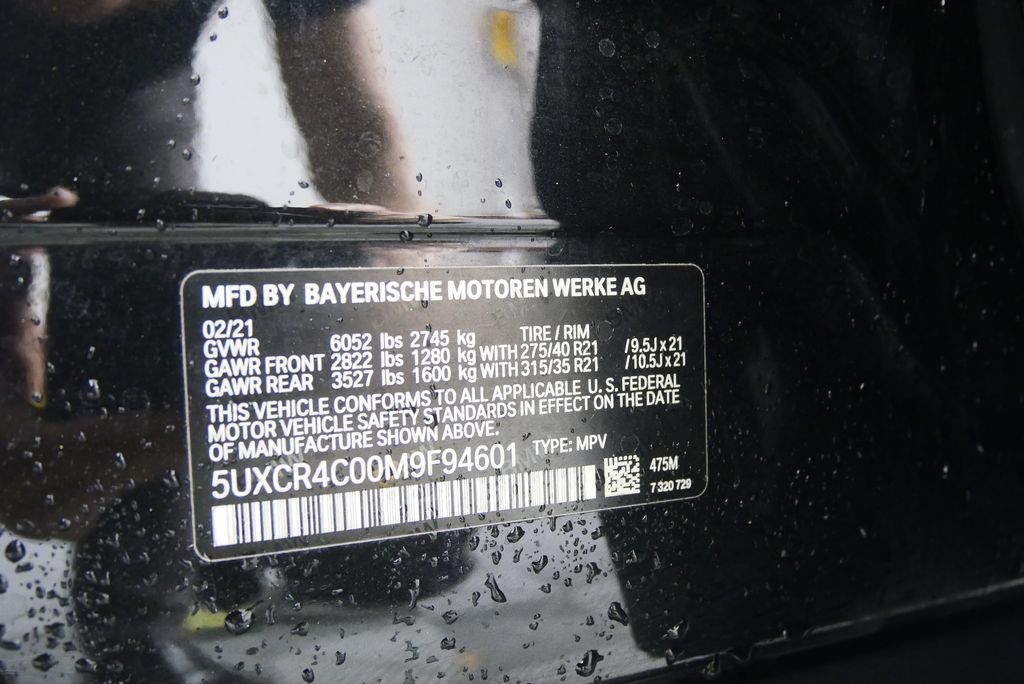 MFD BY BAYERISCHE MOTOREN WERKE AG
02/21 TIRE / RIM
GVWR 6052 lbs 2745 kg
GAWR FRONT 2822 lbs 1280 kg WITH 275/40 R21 /9.5J x 21
GAWR REAR 3527 lbs 1600 kg WITH 315/35 R21 /10.5J x 21
THIS VEHICLE CONFORMS TO ALL APPLICABLE U. S. FEDERAL
MOTOR VEHICLE SAFETY STANDARDS IN EFFECT ON THE DATE
OF MANUFACTURE SHOWN ABOVE.
5UXCR4C00M9F94601 TYPE: MPV
475M
7 320 729